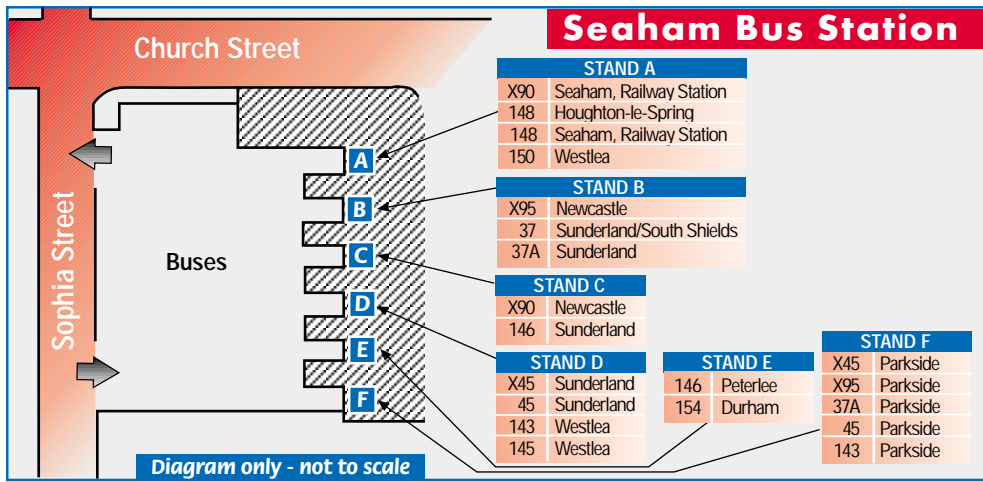 Seaham Bus Station
Church Street
Sophia Street
Buses
A
B
C
D
E
F
STAND A
X90 Seaham, Railway Station
148 Houghton-le-Spring
148 Seaham, Railway Station
150 Westlea
STAND B
X95 Newcastle
37 Sunderland/South Shields
37A Sunderland
STAND C
X90 Newcastle
146 Sunderland
STAND D
X45 Sunderland
45 Sunderland
143 Westlea
145 Westlea
STAND E
146 Peterlee
154 Durham
STAND F
X45 Parkside
X95 Parkside
37A Parkside
45 Parkside
143 Parkside
Diagram only - not to scale